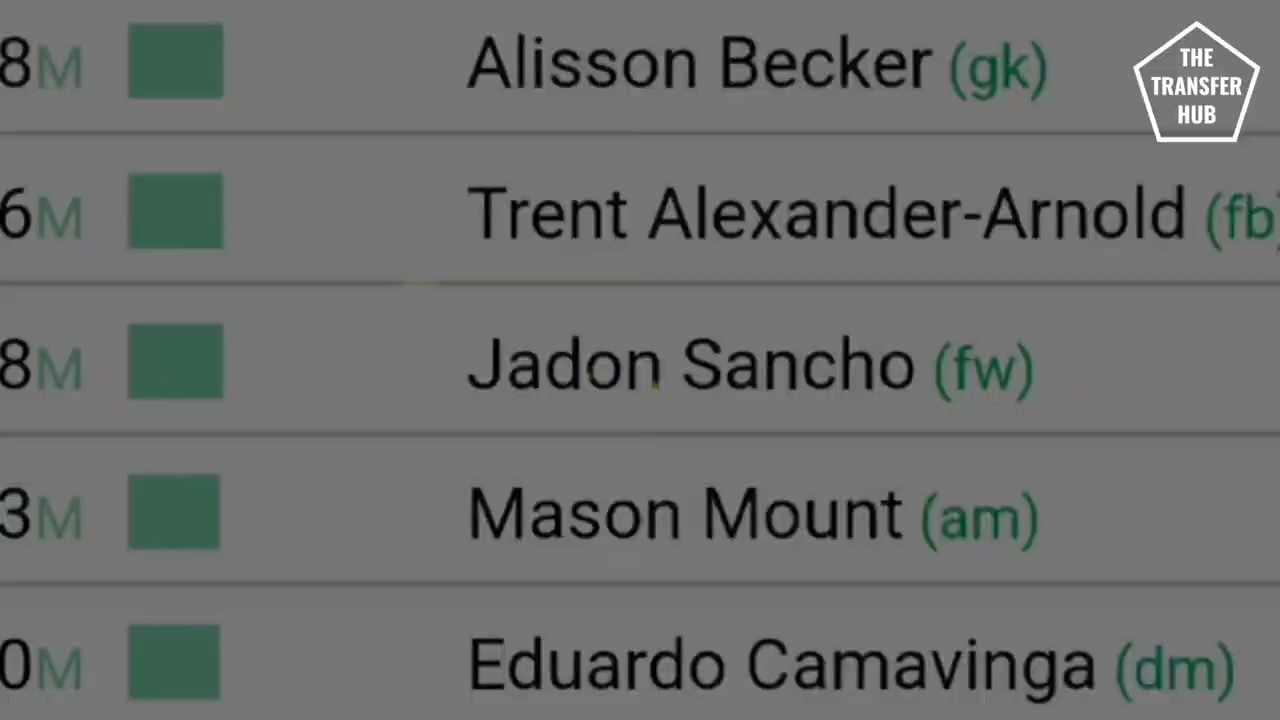 8M Alisson Becker (gk)
THE
TRANSFER
HUB
6M Trent Alexander-Arnold (fb)
8M Jadon Sancho (fw)
3M Mason Mount (am)
0M Eduardo Camavinga (dm)